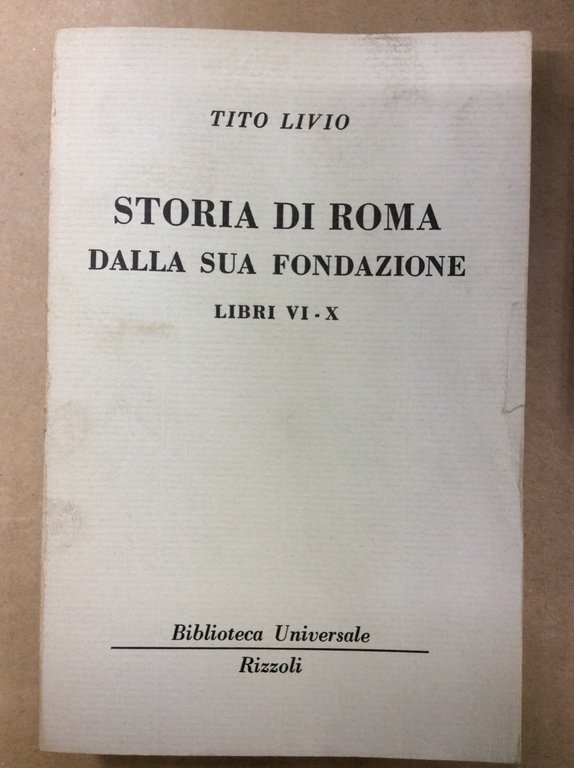 TITO LIVIO
STORIA DI ROMA
DALLA SUA FONDAZIONE
LIBRI VI - X
Biblioteca Universale
Rizzoli